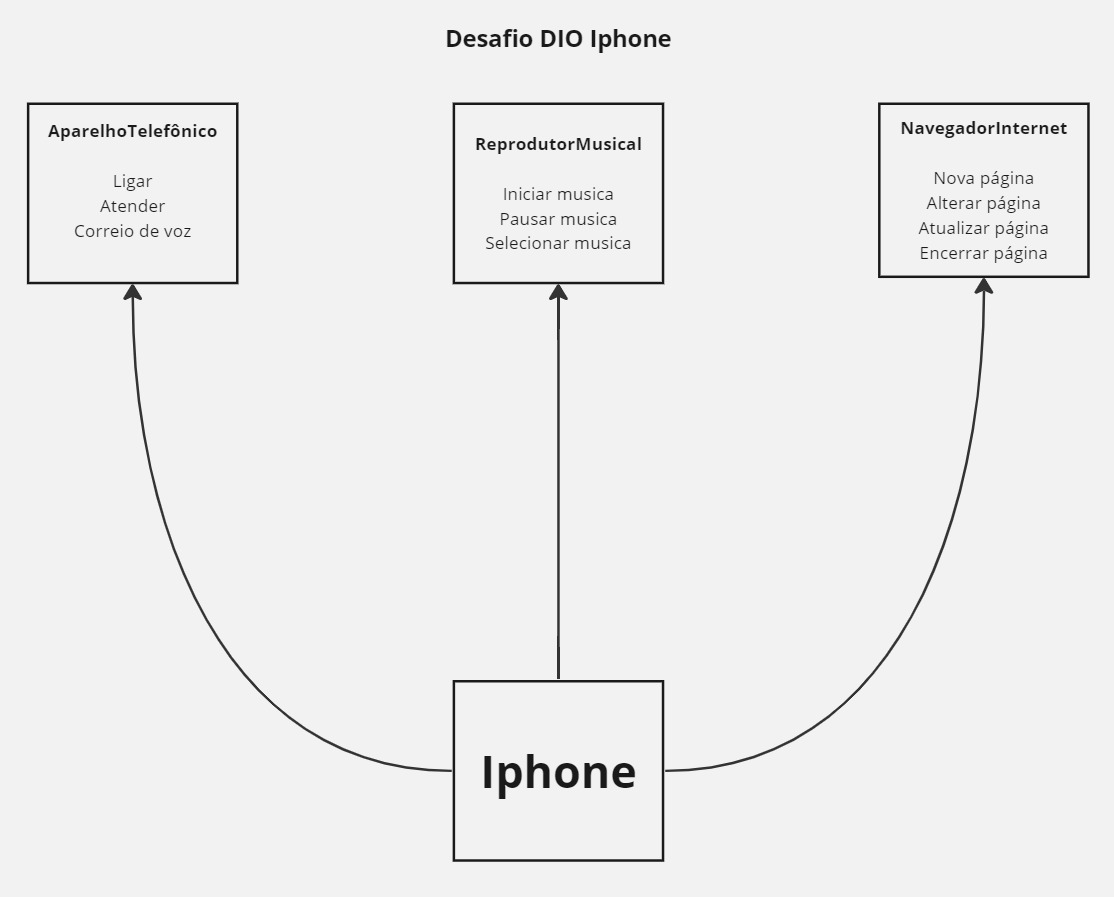 Desafio DIO Iphone
AparelhoTelefônico
Ligar
Atender
Correio de voz
ReprodutorMusical
Iniciar musica
Pausar musica
Selecionar musica
NavegadorInternet
Nova página
Alterar página
Atualizar página
Encerrar página
Iphone